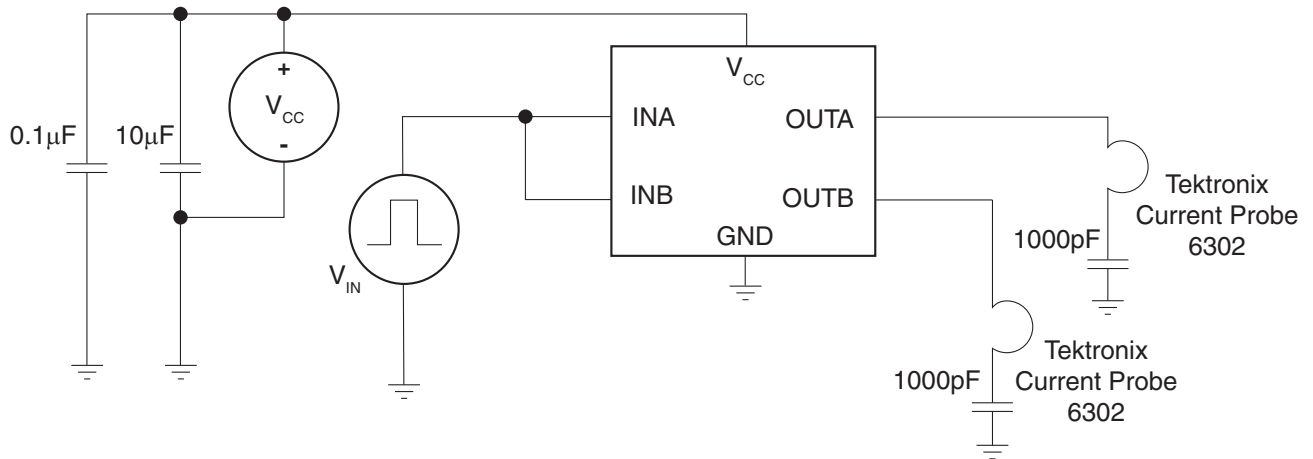 0.1μF
10μF
+
V_CC
-
V_IN
V_CC
INA
OUTA
INB
OUTB
GND
1000pF
Tektronix
Current Probe
6302
1000pF
Tektronix
Current Probe
6302